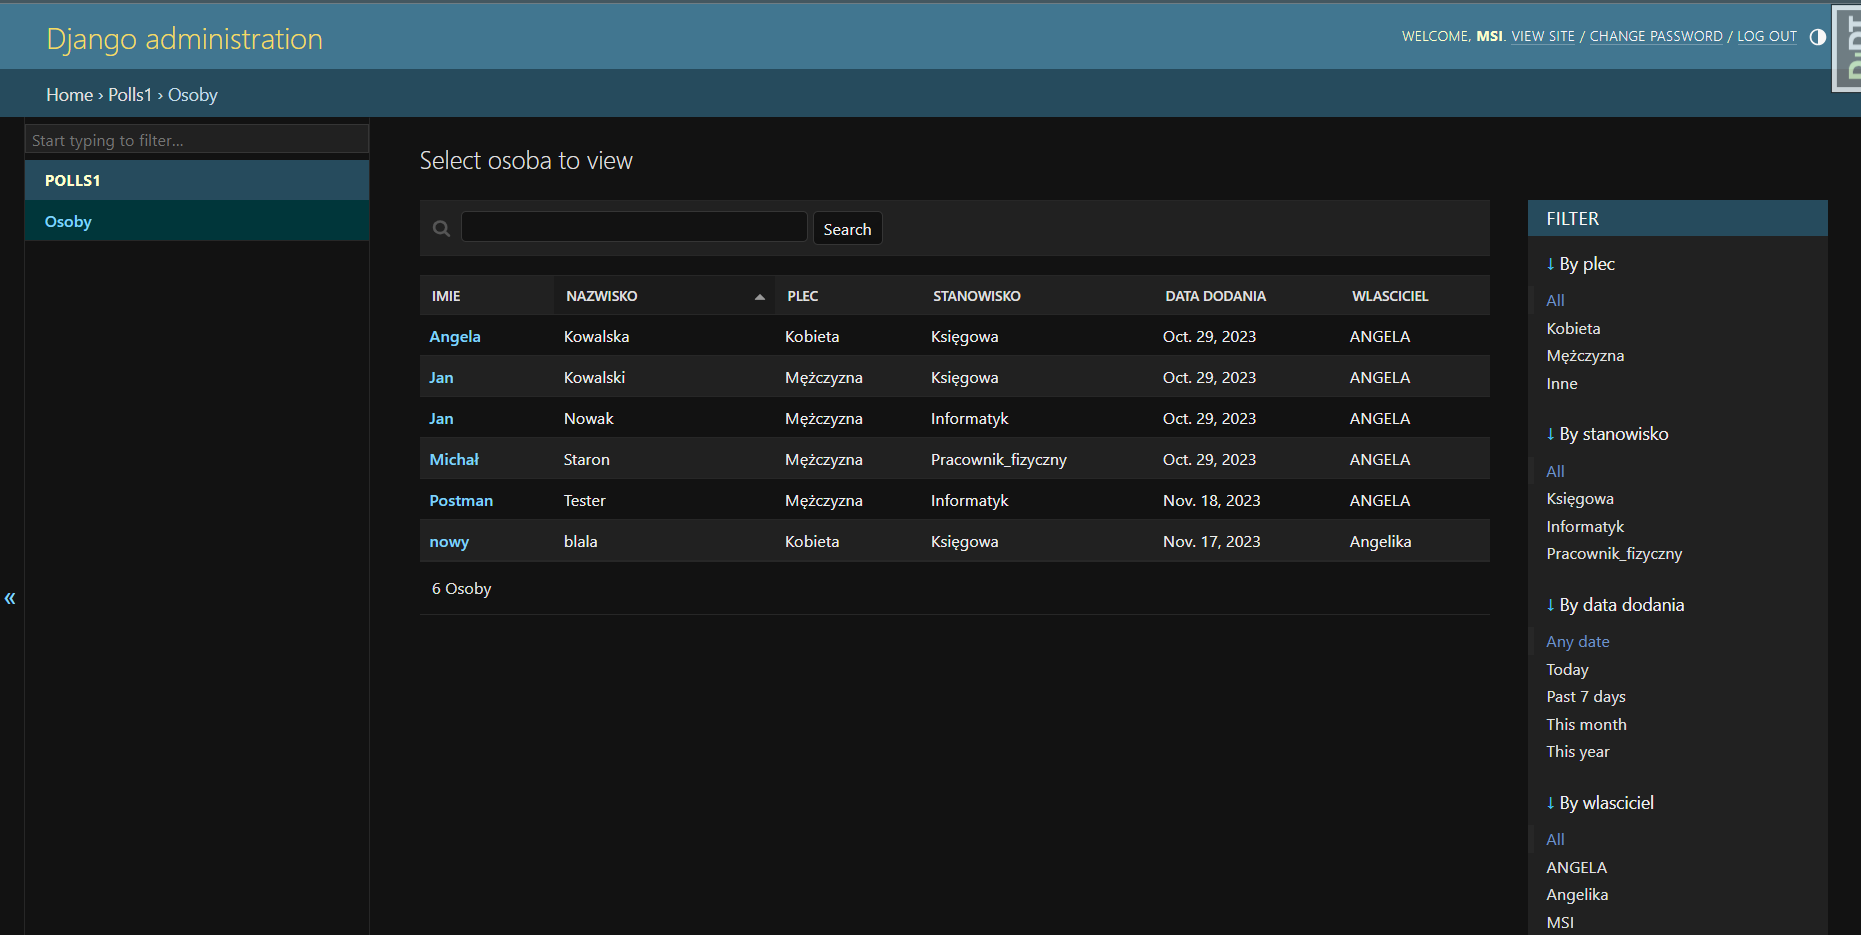 Django administration
WELCOME, MSI. VIEW SITE / CHANGE PASSWORD / LOG OUT
DjDT
Home › Polls1 › Osoby
Start typing to filter...
POLLS1
Osoby
«
Select osoba to view
Search
IMIE NAZWISKO PLEC STANOWISKO DATA DODANIA WLASCICIEL
Angela Kowalska Kobieta Księgowa Oct. 29, 2023 ANGELA
Jan Kowalski Mężczyzna Księgowa Oct. 29, 2023 ANGELA
Jan Nowak Mężczyzna Informatyk Oct. 29, 2023 ANGELA
Michał Staron Mężczyzna Pracownik_fizyczny Oct. 29, 2023 ANGELA
Postman Tester Mężczyzna Informatyk Nov. 18, 2023 ANGELA
nowy blala Kobieta Księgowa Nov. 17, 2023 Angelika
6 Osoby
FILTER
↓ By plec
All
Kobieta
Mężczyzna
Inne
↓ By stanowisko
All
Księgowa
Informatyk
Pracownik_fizyczny
↓ By data dodania
Any date
Today
Past 7 days
This month
This year
↓ By wlasciciel
All
ANGELA
Angelika
MSI